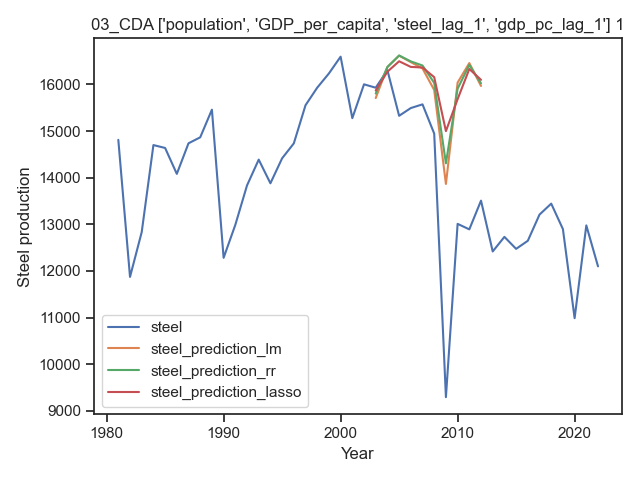 03_CDA ['population', 'GDP_per_capita', 'steel_lag_1', 'gdp_pc_lag_1'] 1
16000
15000
14000
13000
12000
11000
10000
9000
Steel production
steel
steel_prediction_lm
steel_prediction_rr
steel_prediction_lasso
1980
1990
2000
2010
2020
Year